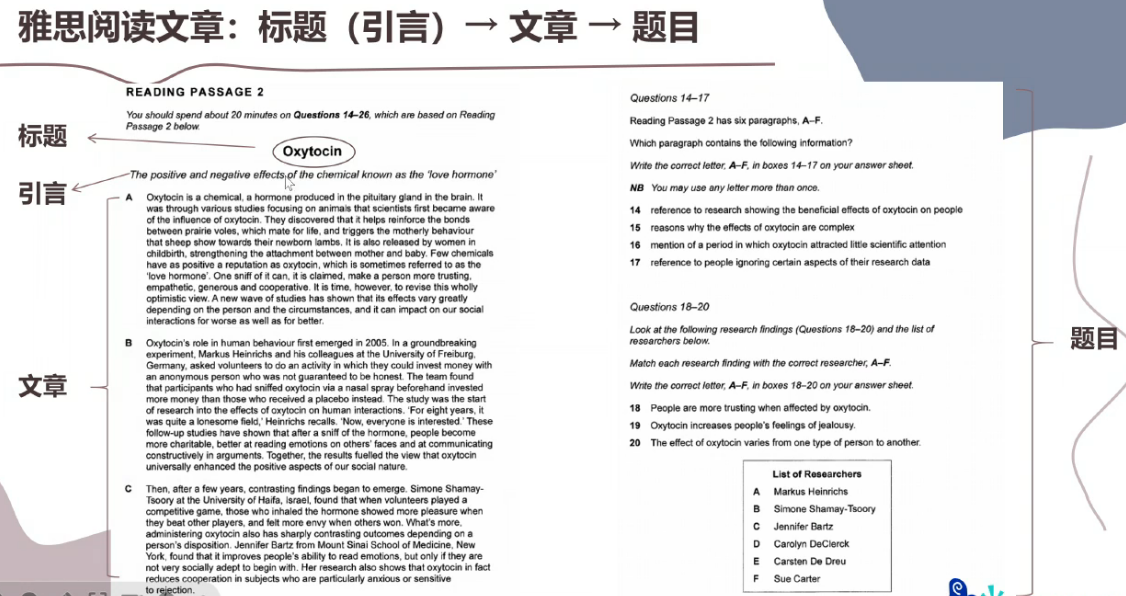 雅思阅读文章：标题（引言）→ 文章 → 题目
标题
引言
文章
READING PASSAGE 2
You should spend about 20 minutes on Questions 14–26, which are based on Reading
Passage 2 below.
Oxytocin
The positive and negative effects of the chemical known as the ‘love hormone’
A Oxytocin is a chemical, a hormone produced in the pituitary gland in the brain. It
was through various studies focusing on animals that scientists first became aware
of the influence of oxytocin. They discovered that it helps reinforce the bonds
between prairie voles, which mate for life, and triggers the motherly behaviour
that sheep show towards their newborn lambs. It is also released by women in
childbirth, strengthening the attachment between mother and baby. Few chemicals
have as positive a reputation as oxytocin, which is sometimes referred to as the
‘love hormone’. One sniff of it can, it is claimed, make a person more trusting,
empathetic, generous and cooperative. It is time, however, to revise this wholly
optimistic view. A new wave of studies has shown that its effects vary greatly
depending on the person and the circumstances, and it can impact on our social
interactions for worse as well as for better.
B Oxytocin’s role in human behaviour first emerged in 2005. In a groundbreaking
experiment, Markus Heinrichs and his colleagues at the University of Freiburg,
Germany, asked volunteers to do an activity in which they could invest money with
an anonymous person who was not guaranteed to be honest. The team found
that participants who had sniffed oxytocin via a nasal spray beforehand invested
more money than those who received a placebo instead. The study was the start
of research into the effects of oxytocin on human interactions. ‘For eight years, it
was quite a lonesome field,’ Heinrichs recalls. ‘Now, everyone is interested.’ These
follow-up studies have shown that after a sniff of the hormone, people become
more charitable, better at reading emotions on others’ faces and at communicating
constructively in arguments. Together, the results fuelled the view that oxytocin
universally enhanced the positive aspects of our social nature.
C Then, after a few years, contrasting findings began to emerge. Simone Shamay-
Tsoory at the University of Haifa, Israel, found that when volunteers played a
competitive game, those who inhaled the hormone showed more pleasure when
they beat other players, and felt more envy when others won. What’s more,
administering oxytocin also has sharply contrasting outcomes depending on a
person’s disposition. Jennifer Bartz from Mount Sinai School of Medicine, New
York, found that it improves people’s ability to read emotions, but only if they are
not very socially adept to begin with. Her research also shows that oxytocin in fact
reduces cooperation in subjects who are particularly anxious or sensitive
to rejection.
Questions 14–17
Reading Passage 2 has six paragraphs, A–F.
Which paragraph contains the following information?
Write the correct letter, A–F, in boxes 14–17 on your answer sheet.
NB You may use any letter more than once.
14 reference to research showing the beneficial effects of oxytocin on people
15 reasons why the effects of oxytocin are complex
16 mention of a period in which oxytocin attracted little scientific attention
17 reference to people ignoring certain aspects of their research data
Questions 18–20
Look at the following research findings (Questions 18–20) and the list of
researchers below.
Match each research finding with the correct researcher, A–F.
Write the correct letter, A–F, in boxes 18–20 on your answer sheet.
18 People are more trusting when affected by oxytocin.
19 Oxytocin increases people’s feelings of jealousy.
20 The effect of oxytocin varies from one type of person to another.
List of Researchers
A Markus Heinrichs
B Simone Shamay-Tsoory
C Jennifer Bartz
D Carolyn DeClerck
E Carsten De Dreu
F Sue Carter
题目